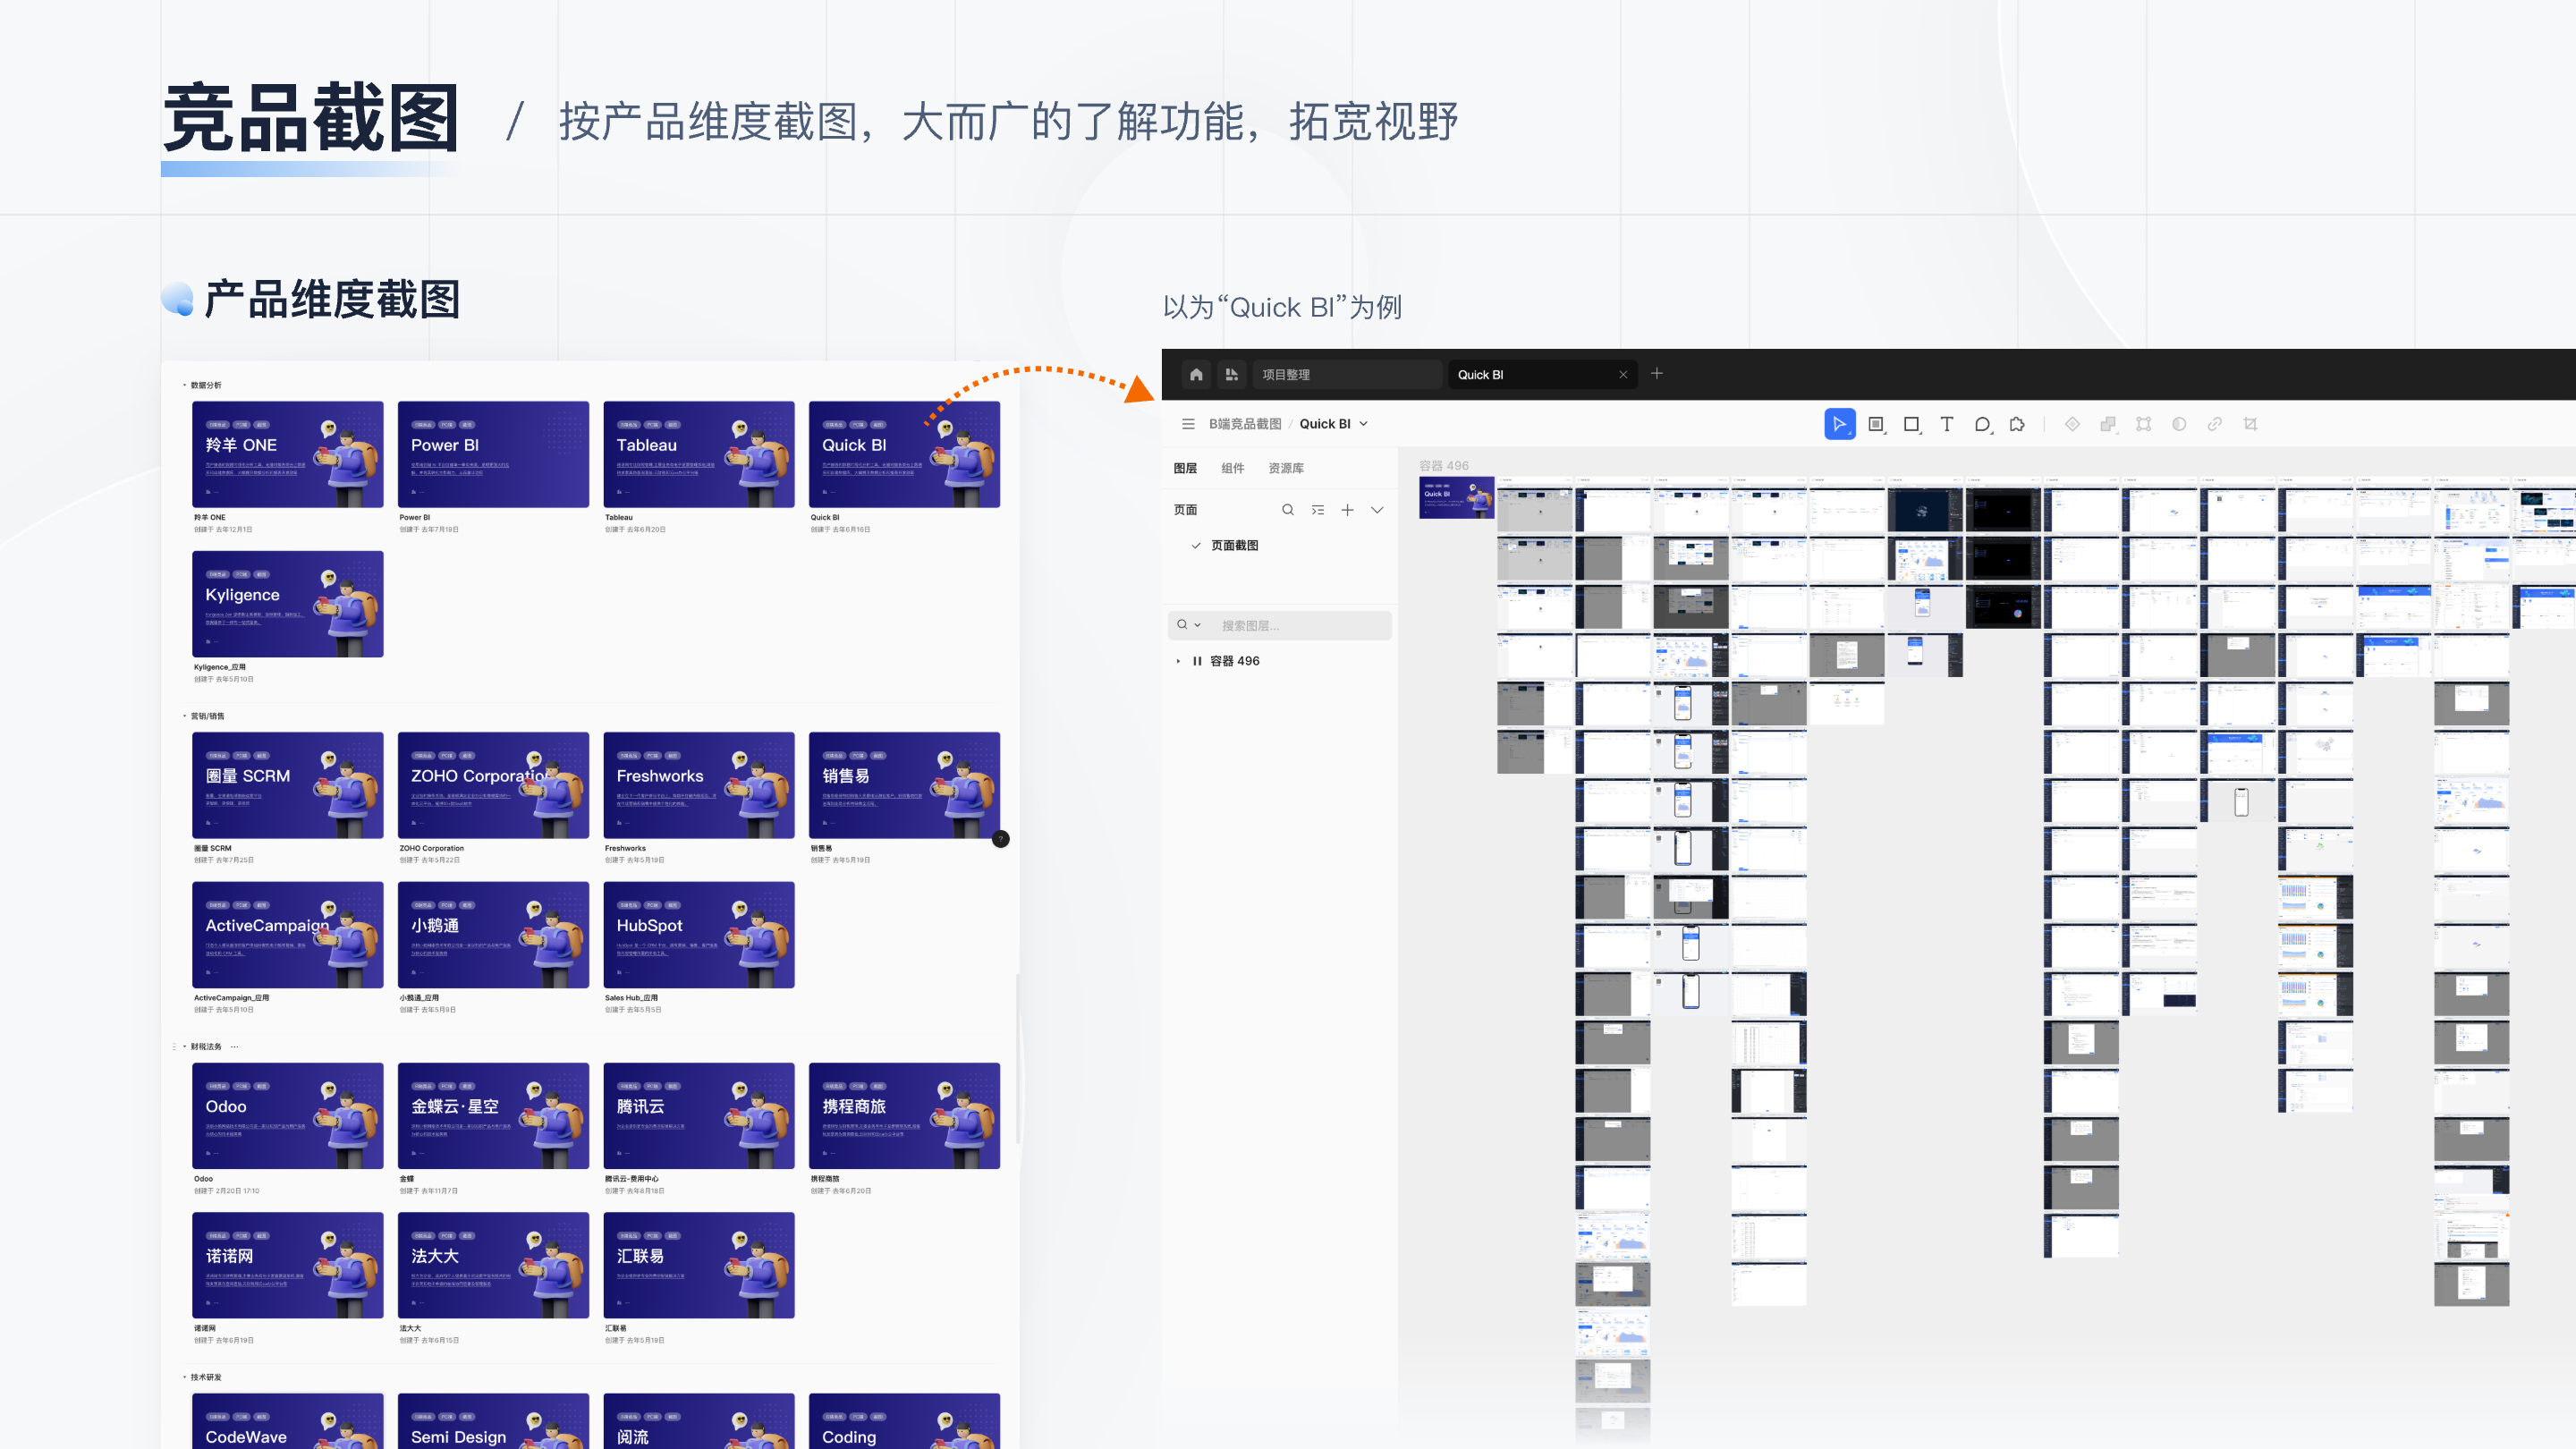 竞品截图 / 按产品维度截图，大而广的了解功能，拓宽视野
产品维度截图
以为“Quick BI”为例
数据分析
羚羊 ONE
Power BI
Tableau
Quick BI
羚羊 ONE
Power BI
Tableau
Quick BI
创建于 去年12月1日
创建于 去年7月19日
创建于 去年6月20日
创建于 去年6月16日
Kyligence
Kyligence_应用
创建于 去年5月10日
营销/销售
圈量 SCRM
ZOHO Corporation
Freshworks
销售易
圈量 SCRM
ZOHO Corporation
Freshworks
销售易
创建于 去年7月25日
创建于 去年5月22日
创建于 去年5月19日
创建于 去年5月19日
ActiveCampaign
小鹅通
HubSpot
ActiveCampaign_应用
小鹅通_应用
Sales Hub_应用
创建于 去年5月10日
创建于 去年5月9日
创建于 去年5月5日
财税法务 ···
Odoo
金蝶云·星空
腾讯云
携程商旅
Odoo
金蝶
腾讯云-费用中心
携程商旅
创建于 2月20日 17:10
创建于 去年11月7日
创建于 去年8月18日
创建于 去年6月20日
诺诺网
法大大
汇联易
诺诺网
法大大
汇联易
创建于 去年6月19日
创建于 去年6月15日
创建于 去年5月19日
技术研发
CodeWave
Semi Design
阅流
Coding
项目整理
Quick BI
B端竞品截图 / Quick BI
图层 组件 资源库
页面
页面截图
搜索图层...
容器 496
容器 496
Quick BI